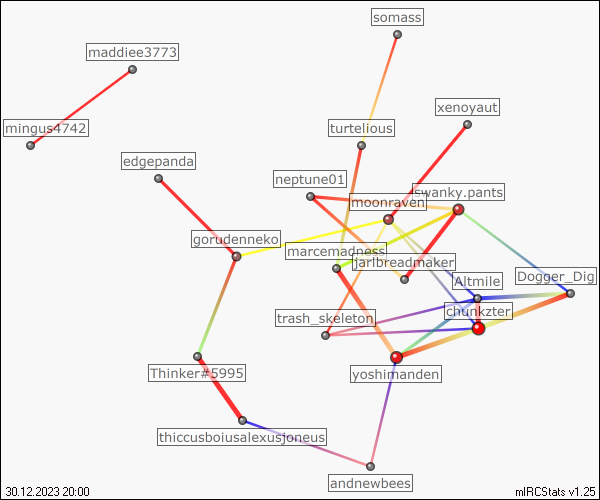 somass
maddiee3773
xenoyaut
mingus4742
turtelious
edgepanda
neptune01
swanky.pants
moonraven
gorudenneko
marcemadness
jarlbreadmaker
Altmile
Dogger_Dig
trash_skeleton
chunkzter
Thinker#5995
yoshimanden
thiccusboiusalexusjoneus
andnewbees
30.12.2023 20:00
mIRCStats v1.25